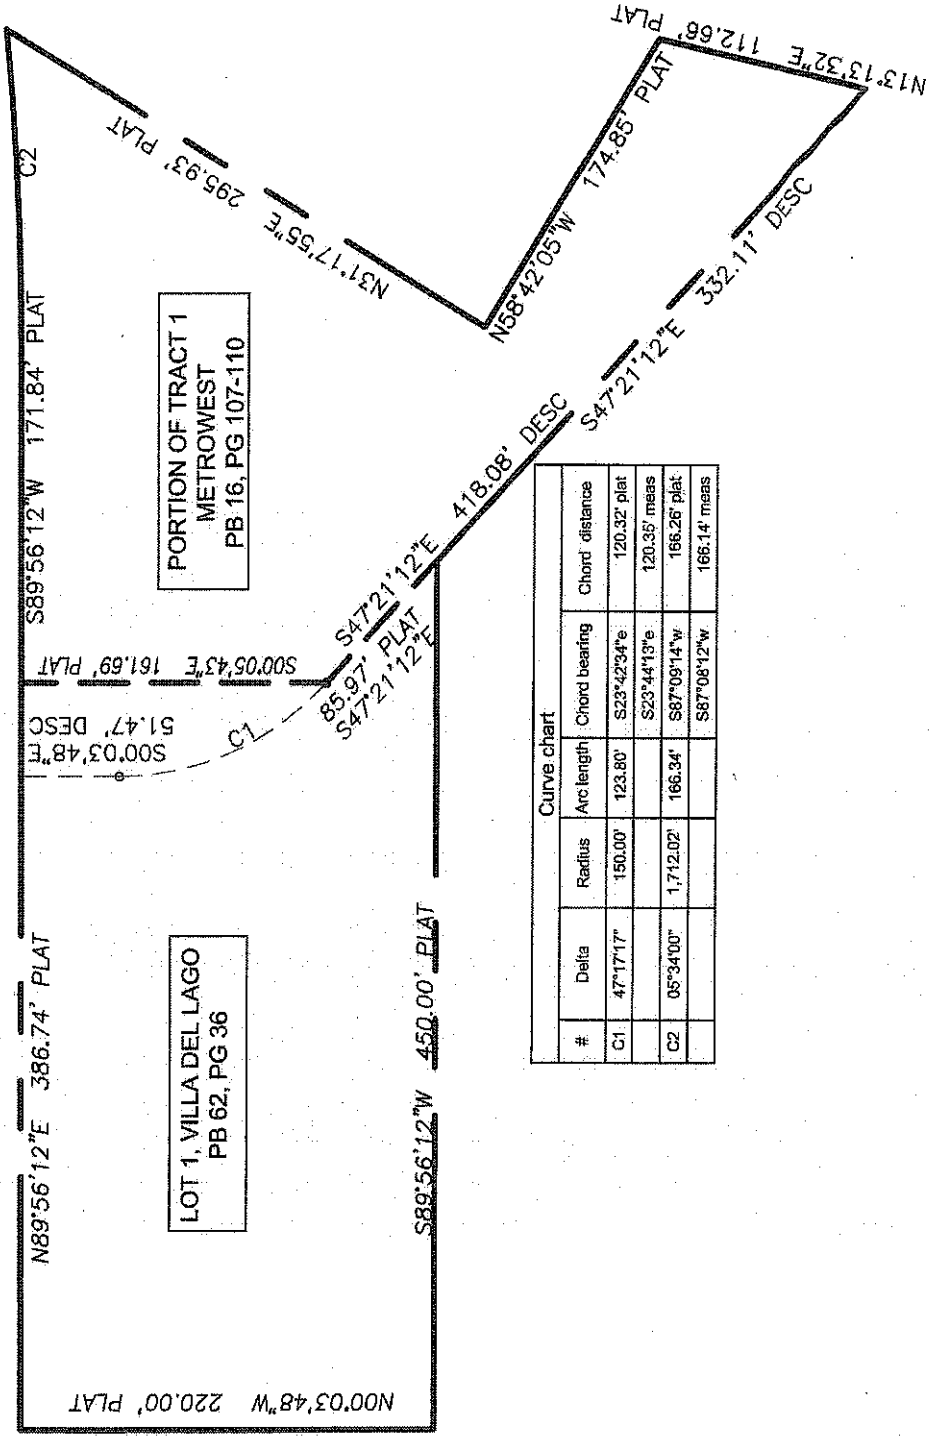 N89°56'12"E 386.74' PLAT
S89°56'12"W 171.84' PLAT
C2
LOT 1, VILLA DEL LAGO
PB 62, PG 36
PORTION OF TRACT 1
METROWEST
PB 16, PG 107-110
N00°03'48"W 220.00' PLAT
S00°03'48"E
51.47' DESC
S00°05'43"E 161.69' PLAT
C1
N31°17'55"E 295.93' PLAT
S89°56'12"W 450.00' PLAT
85.97' PLAT
S47°21'12"E
S47°21'12"E 418.08' DESC
N58°42'05"W 174.85' PLAT
S47°21'12"E 332.11' DESC
N13°13'32"E 112.66' PLAT
Curve chart
# Delta Radius Arc length Chord bearing Chord distance
C1 47°17'17" 150.00' 123.80' S23°42'34"e 120.32' plat
S23°44'13"e 120.35' meas
C2 05°34'00" 1,712.02' 166.34' S87°09'14"w 166.26' plat
S87°08'12"w 166.14' meas